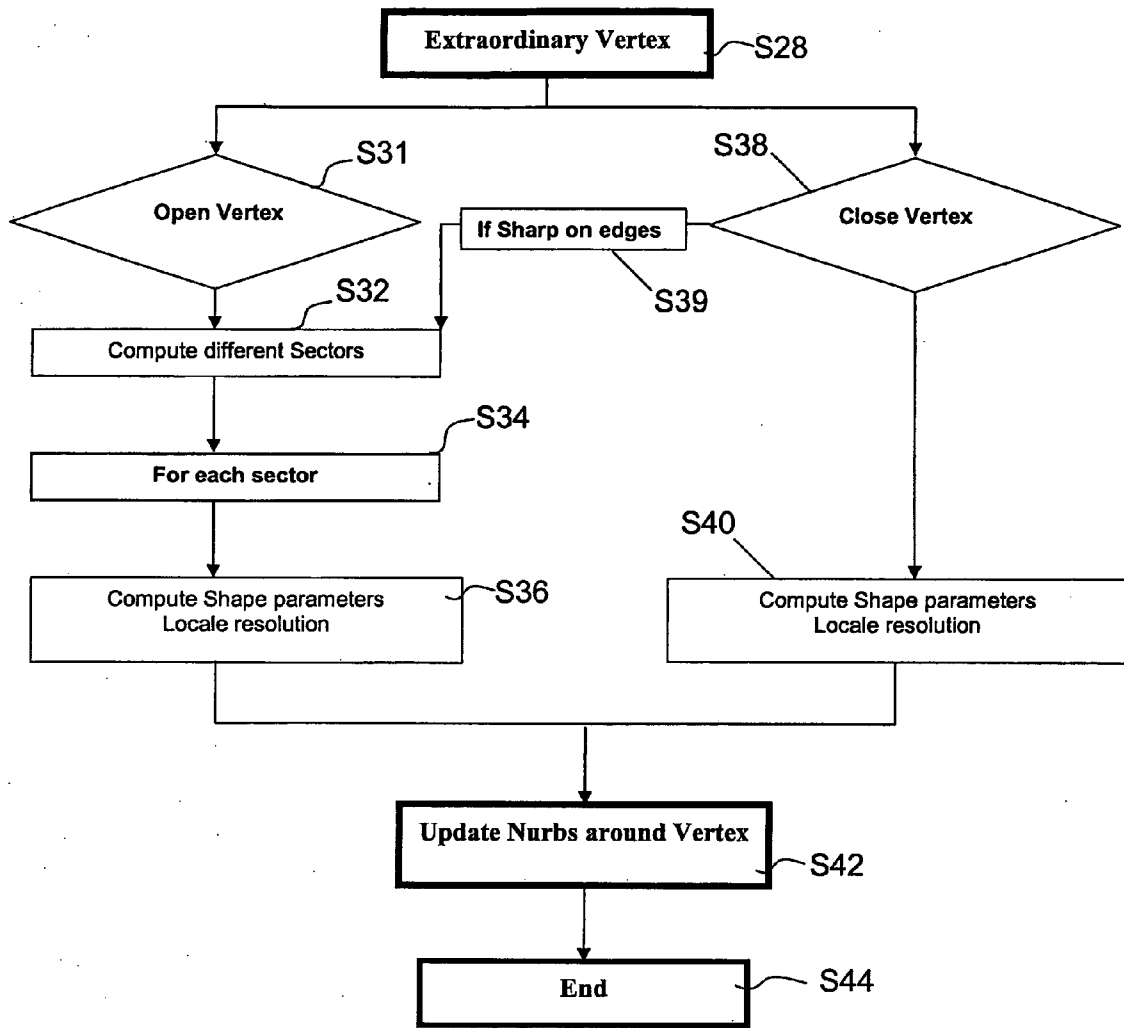 Extraordinary Vertex
S28
S31
S38
Open Vertex
If Sharp on edges
Close Vertex
S39
S32
Compute different Sectors
S34
For each sector
S40
Compute Shape parameters
Locale resolution
S36
Compute Shape parameters
Locale resolution
Update Nurbs around Vertex
S42
End
S44